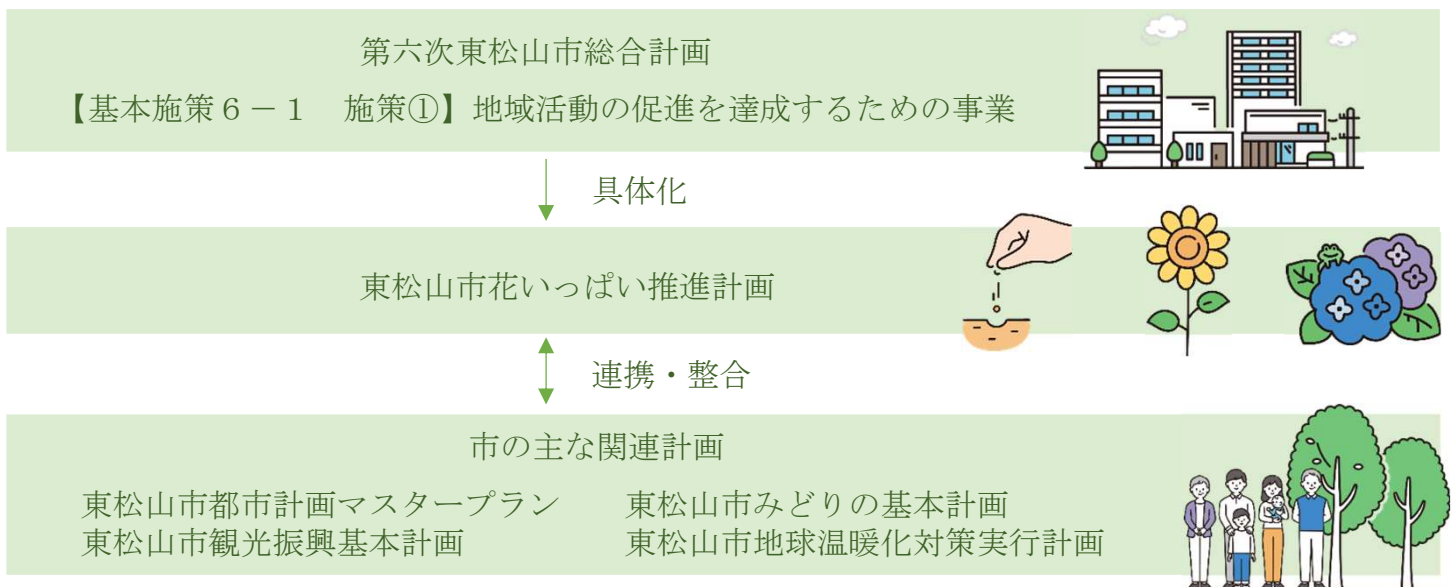 第六次東松山市総合計画
【基本施策６－１　施策①】地域活動の促進を達成するための事業
具体化
東松山市花いっぱい推進計画
連携・整合
市の主な関連計画
東松山市都市計画マスタープラン　東松山市みどりの基本計画
東松山市観光振興基本計画　東松山市地球温暖化対策実行計画